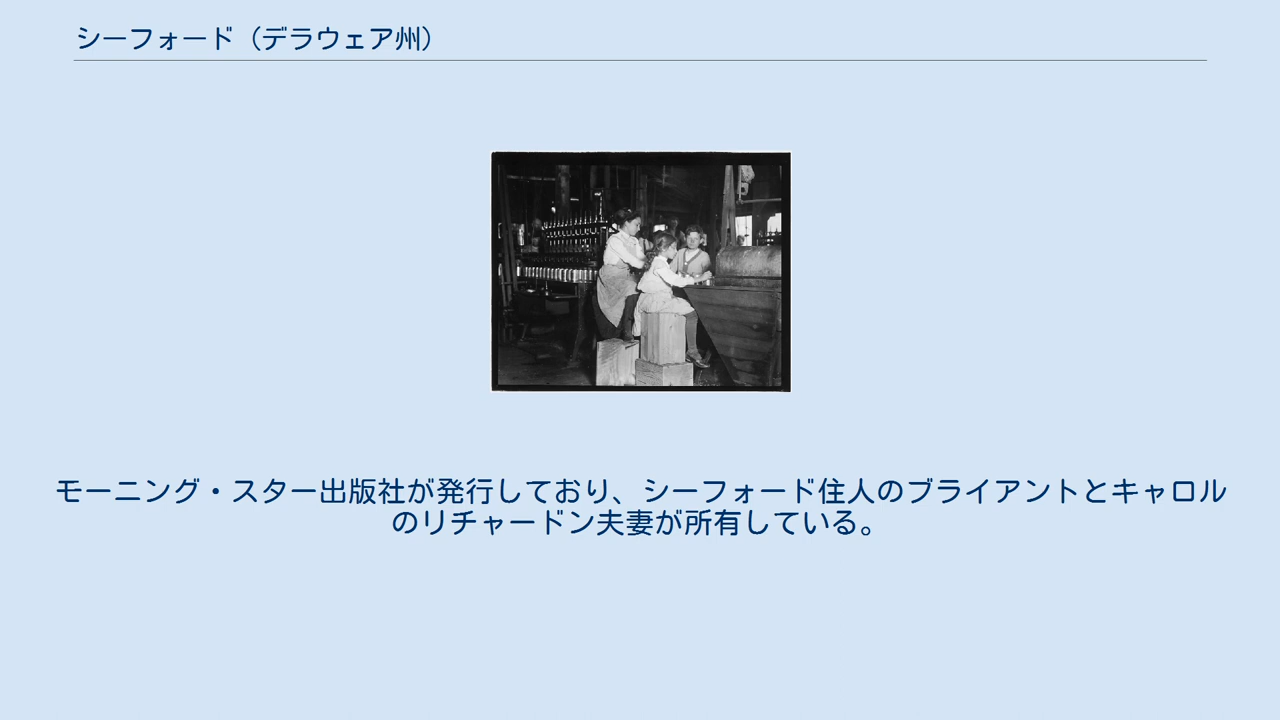 シーフォード（デラウェア州）
モーニング・スター出版社が発行しており、シーフォード住人のブライアントとキャロル
のリチャードン夫妻が所有している。